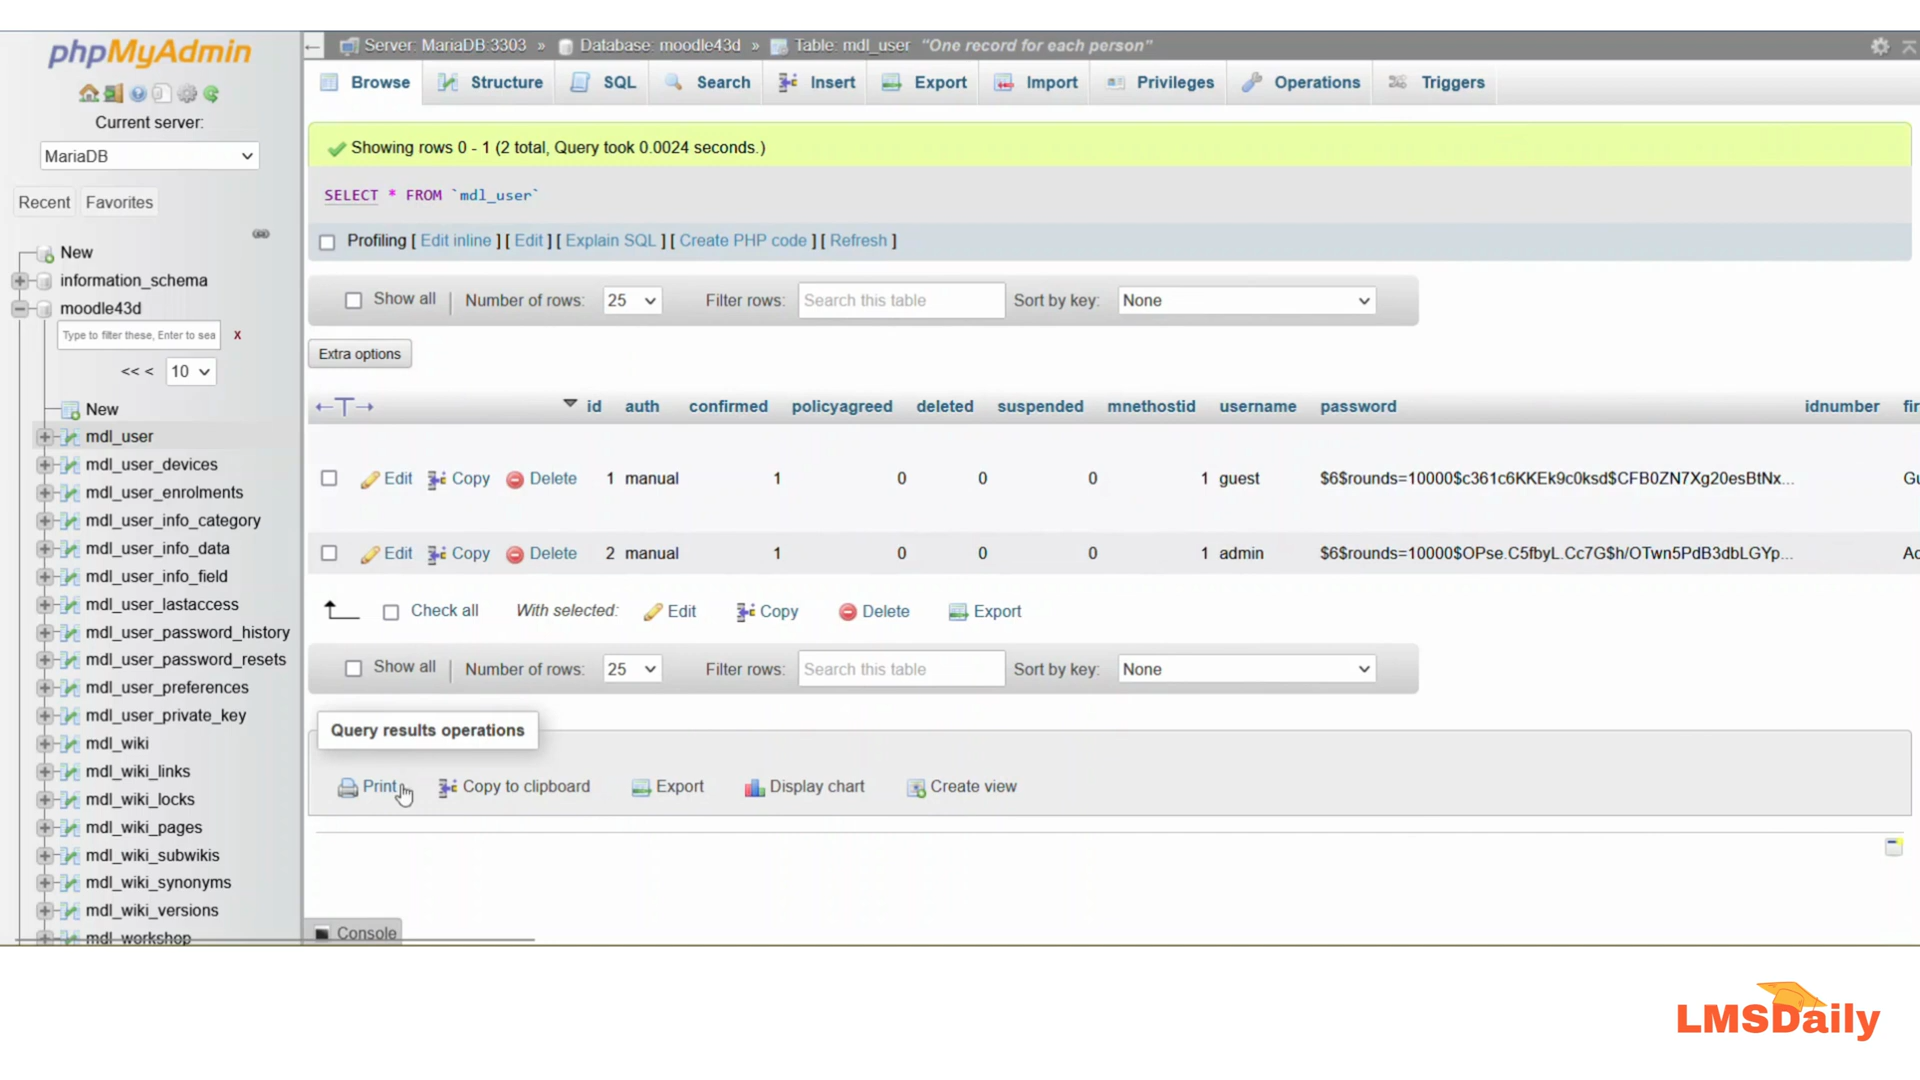 phpMyAdmin
Current server:
MariaDB
Recent Favorites
New
information_schema
moodle43d
Type to filter these, Enter to sea x
<< < 10
New
mdl_user
mdl_user_devices
mdl_user_enrolments
mdl_user_info_category
mdl_user_info_data
mdl_user_info_field
mdl_user_lastaccess
mdl_user_password_history
mdl_user_password_resets
mdl_user_preferences
mdl_user_private_key
mdl_wiki
mdl_wiki_links
mdl_wiki_locks
mdl_wiki_pages
mdl_wiki_subwikis
mdl_wiki_synonyms
mdl_wiki_versions
mdl_workshop
Server: MariaDB:3303 » Database: moodle43d » Table: mdl_user "One record for each person"
Browse Structure SQL Search Insert Export Import Privileges Operations Triggers
Showing rows 0 - 1 (2 total, Query took 0.0024 seconds.)
SELECT * FROM `mdl_user`
Profiling [ Edit inline ] [ Edit ] [ Explain SQL ] [ Create PHP code ] [ Refresh ]
Show all Number of rows: 25 Filter rows: Search this table Sort by key: None
Extra options
←T→ id auth confirmed policyagreed deleted suspended mnethostid username password idnumber fir
Edit Copy Delete 1 manual 1 0 0 0 1 guest $6$rounds=10000$c361c6KKEk9c0ksd$CFB0ZN7Xg20esBtNx... Gu
Edit Copy Delete 2 manual 1 0 0 0 1 admin $6$rounds=10000$OPse.C5fbyL.Cc7G$h/OTwn5PdB3dbLGYp... Ad
Check all With selected: Edit Copy Delete Export
Show all Number of rows: 25 Filter rows: Search this table Sort by key: None
Query results operations
Print Copy to clipboard Export Display chart Create view
Console
LMSDaily